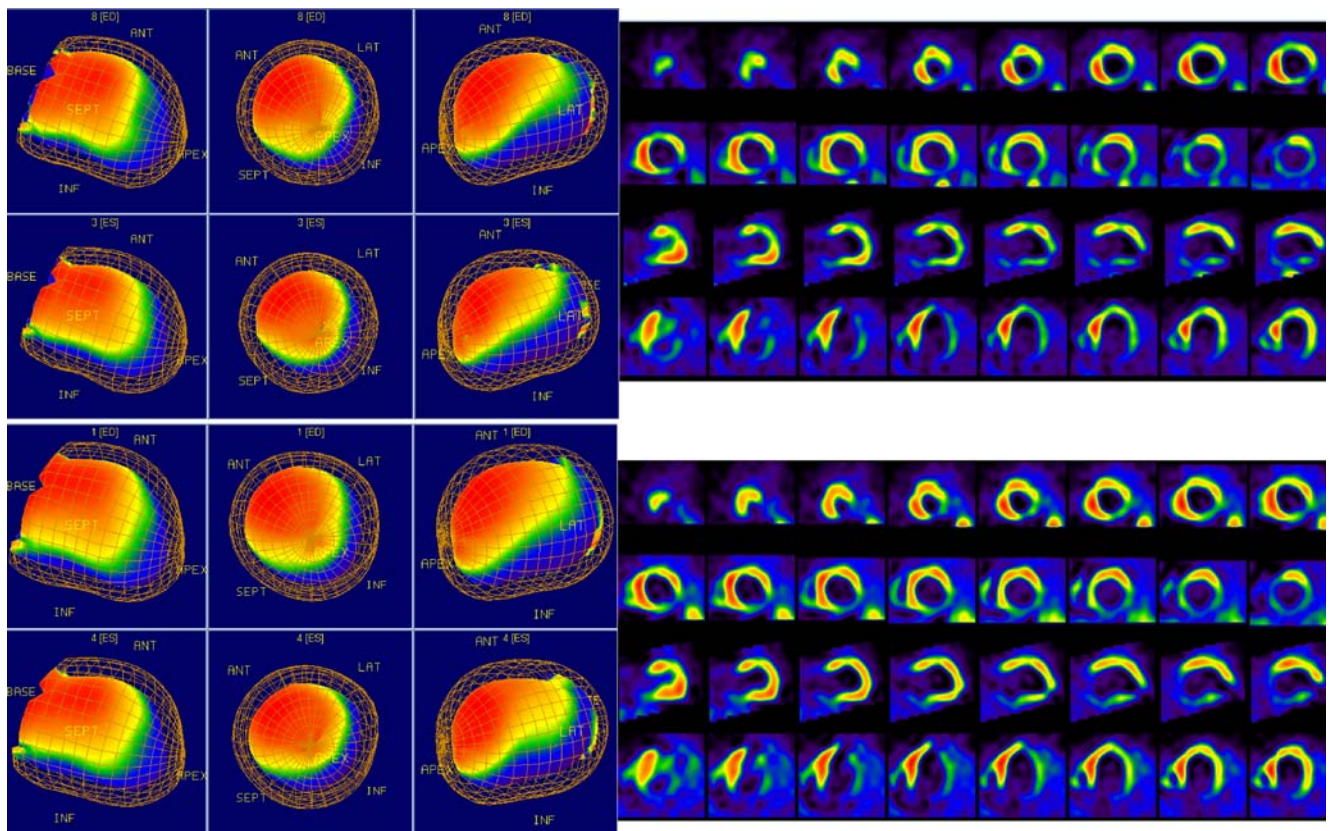 8 [ED]
ANT
BASE
SEPT
APEX
INF
8 [ED]
ANT
LAT
APEX
INF
SEPT
8 [ED]
ANT
LAT
APEX
INF
3 [ES]
ANT
BASE
SEPT
APEX
INF
3 [ES]
ANT
LAT
SEPT
INF
3 [ES]
ANT
LAT
INF
1 [ED]
ANT
BASE
SEPT
APEX
INF
1 [ED]
ANT
LAT
SEPT
INF
ANT
1 [ED]
LAT
APEX
INF
4 [ES]
ANT
BASE
SEPT
APEX
INF
4 [ES]
ANT
LAT
INF
SEPT
ANT
4 [ES]
LAT
APEX
INF